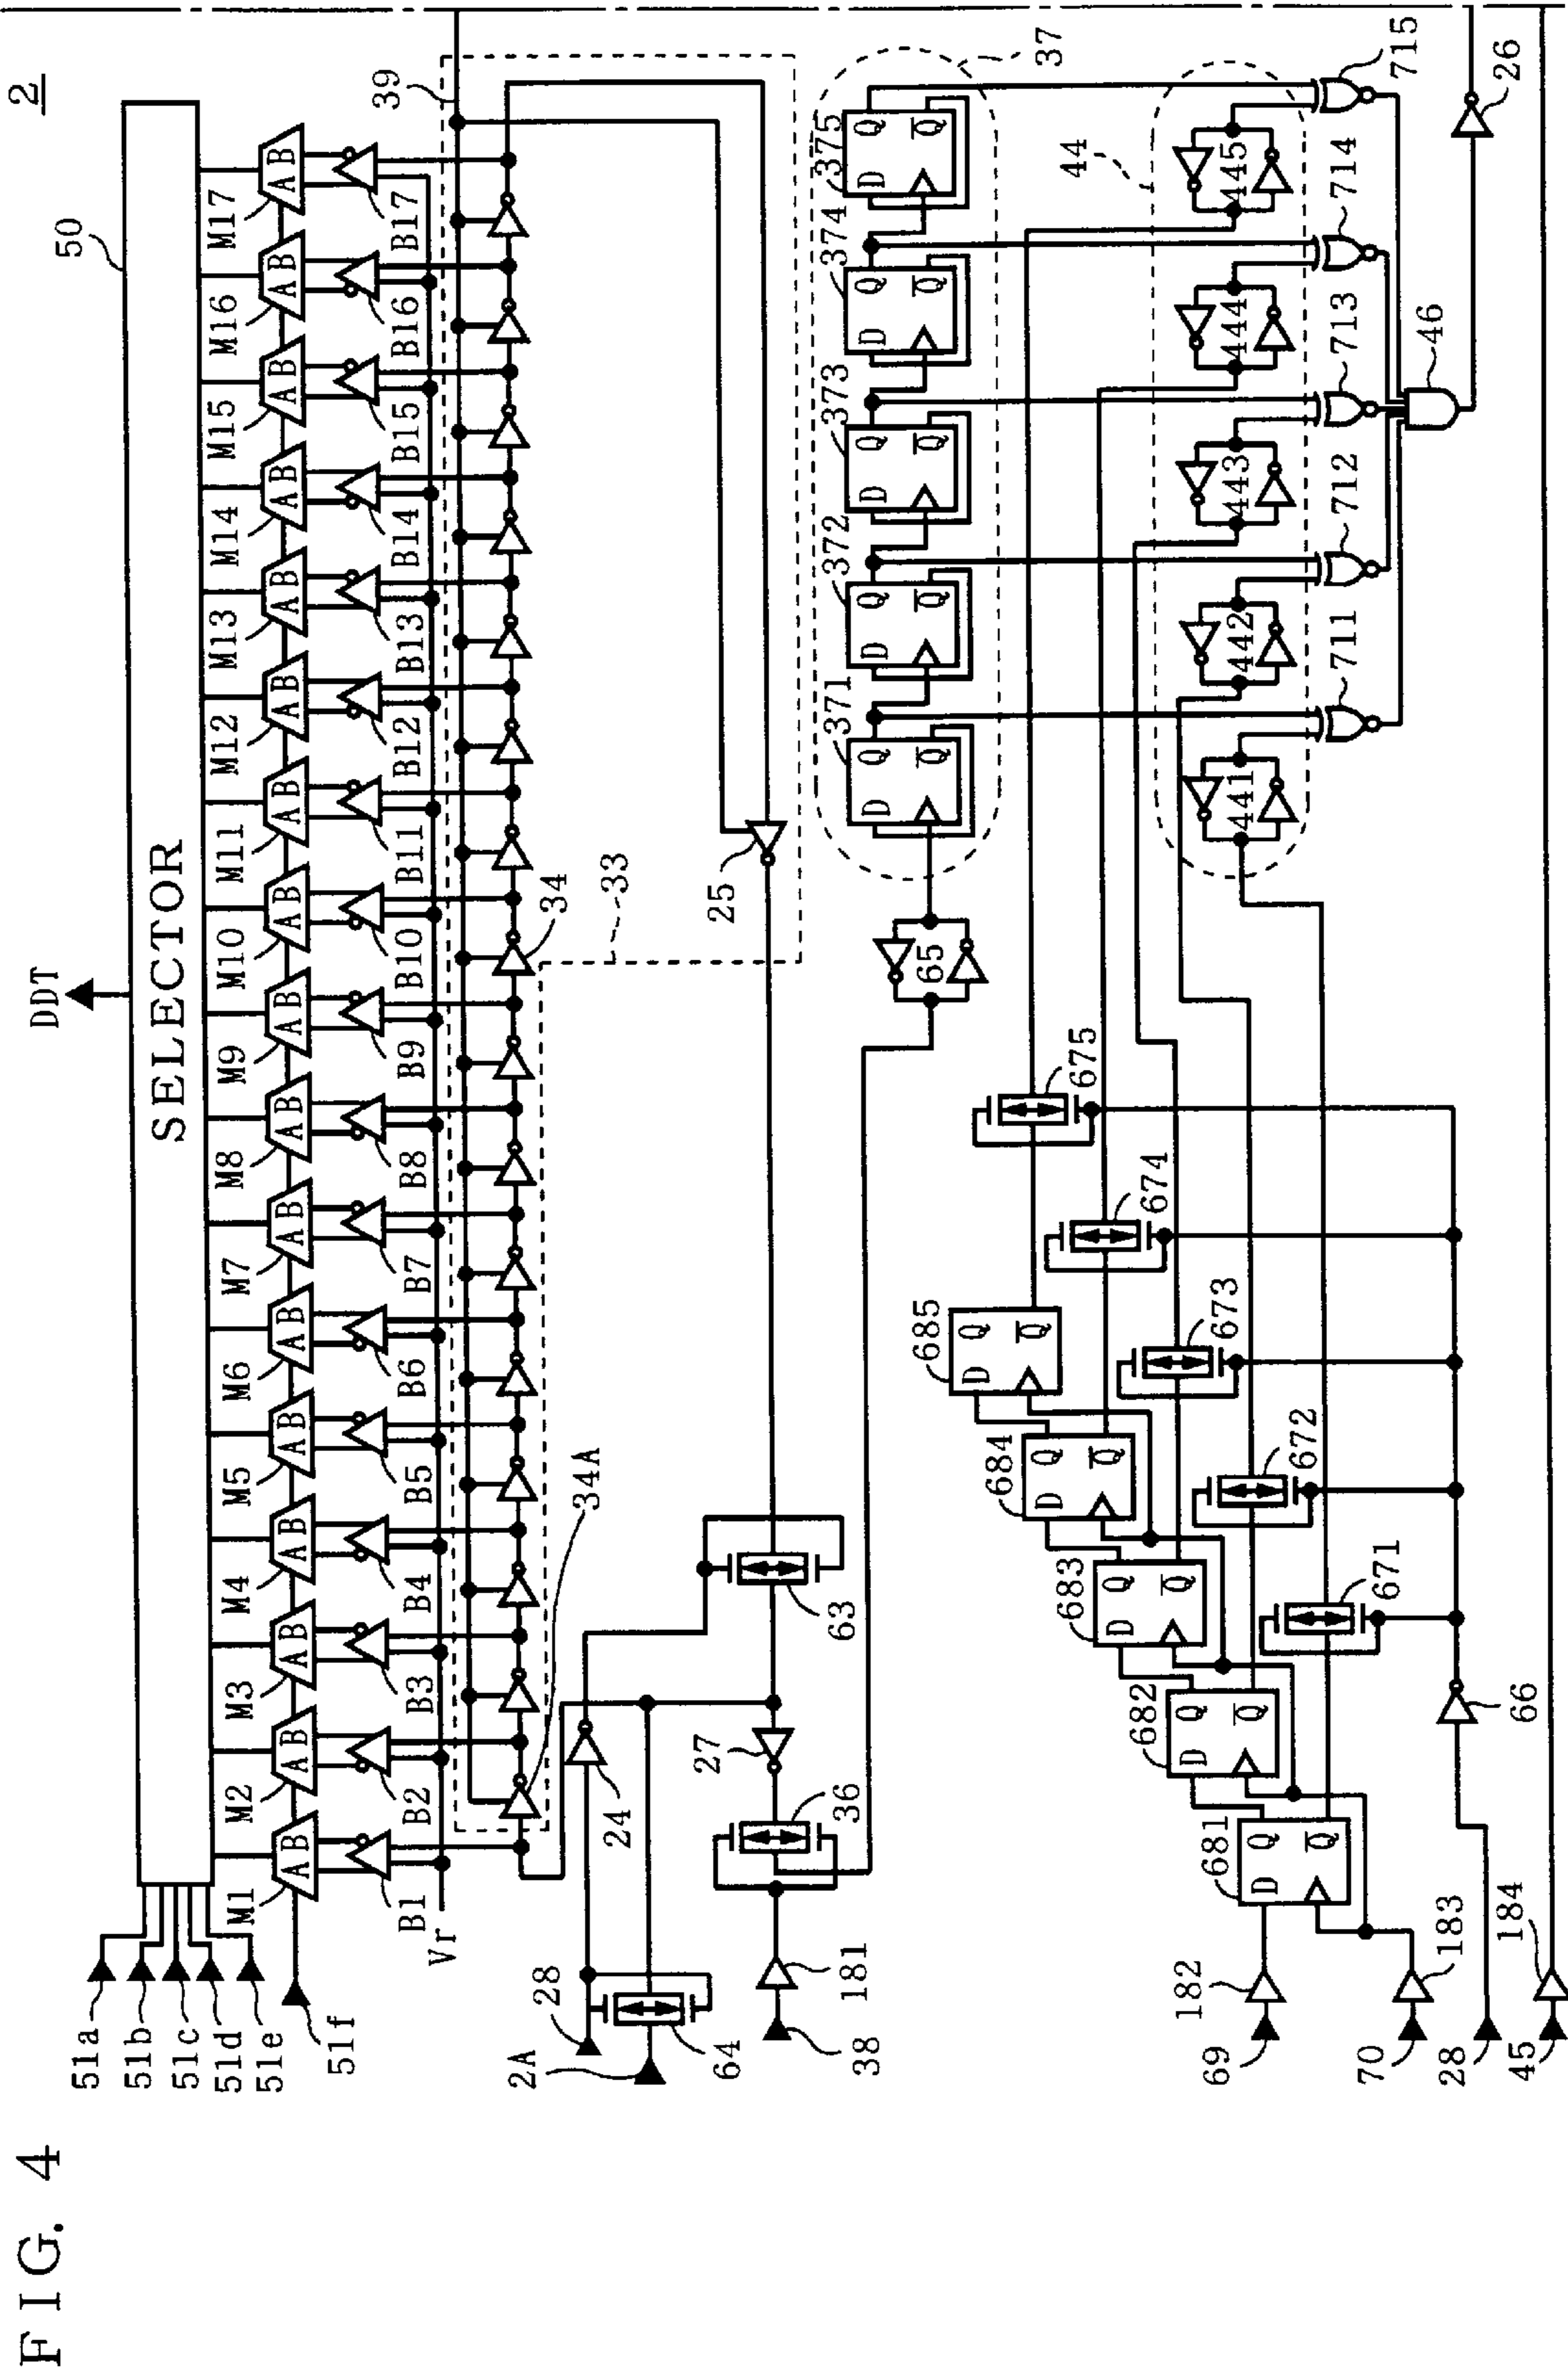 FIG. 4
2
DDT
50
SELECTOR
51a
51b
51c
51d
51e
51f
M1 M2 M3 M4 M5 M6 M7 M8 M9 M10 M11 M12 M13 M14 M15 M16 M17
A B A B A B A B A B A B A B A B A B A B A B A B A B A B A B A B A B
B1 B2 B3 B4 B5 B6 B7 B8 B9 B10 B11 B12 B13 B14 B15 B16 B17
Vr
39
34A
34
33
28
24
2A
64
63
25
27
36
38
181
371 372 373 374 375
D Q Q D Q Q D Q Q D Q Q D Q Q
37
65
685
D Q Q
675
684
D Q Q
674
683
D Q Q
673
682
D Q Q
672
681
D Q Q
671
44
441 442 443 444 445
711 712 713 714 715
46
26
69
182
70
183
28
66
45
184